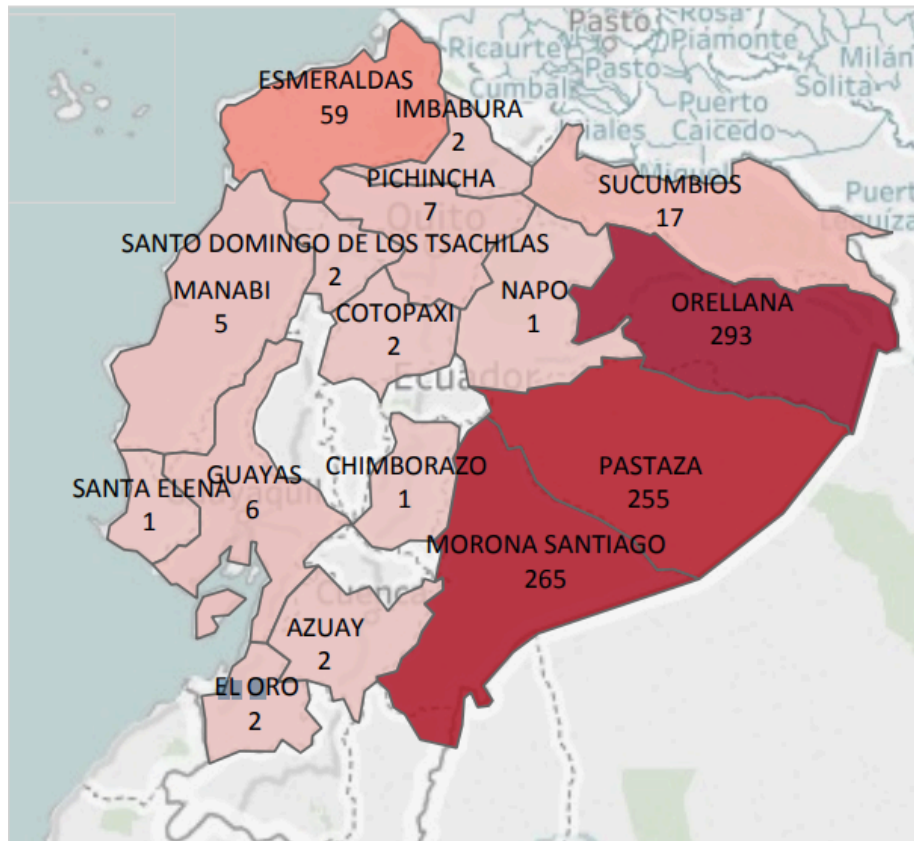 Pasto
Rosa
Ricaurte
Piamonte
Milán
ESMERALDAS
59
Pasto
Solita
IMBABURA
2
Puerto
Caicedo
PICHINCHA
7
Quito
SUCUMBIOS
17
SANTO DOMINGO DE LOS TSACHILAS
2
MANABI
5
COTOPAXI
2
NAPO
1
ORELLANA
293
Ecuador
CHIMBORAZO
1
PASTAZA
255
SANTA ELENA
1
GUAYAS
6
MORONA SANTIAGO
265
Cuenca
AZUAY
2
EL ORO
2